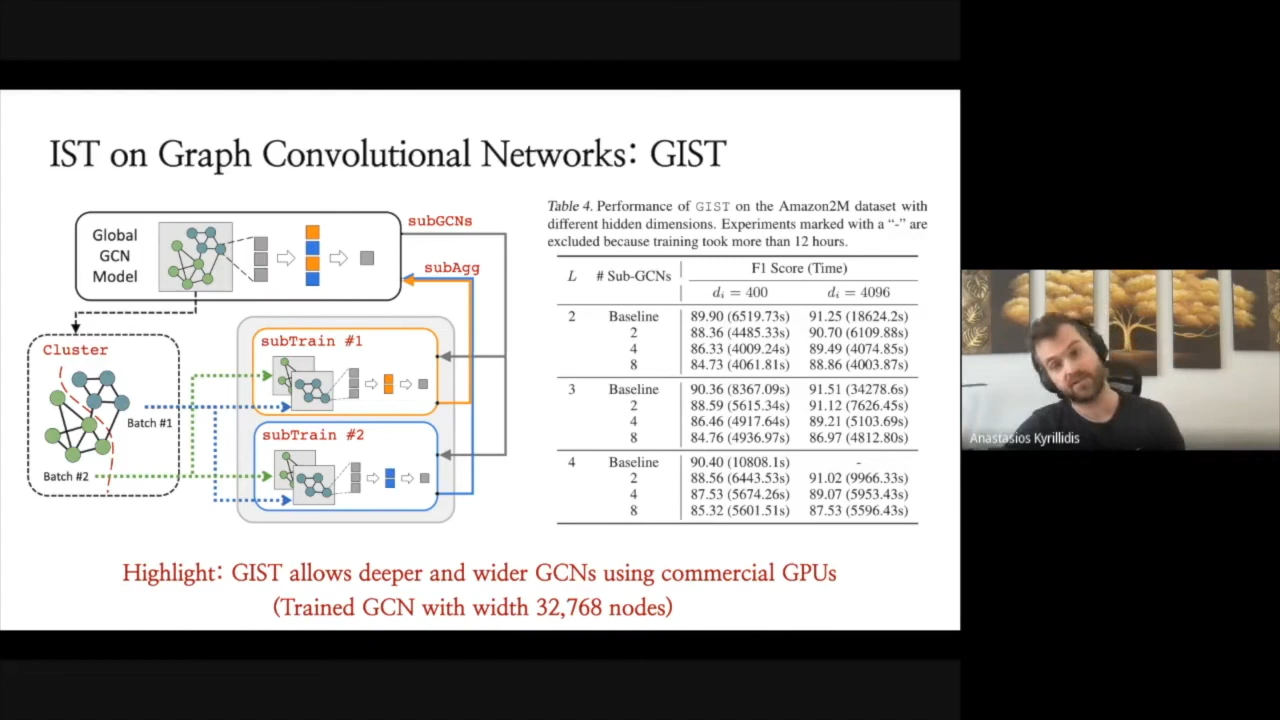 IST on Graph Convolutional Networks: GIST
subGCNs
Global
GCN
Model
subAgg
Cluster
Batch #1
Batch #2
subTrain #1
subTrain #2
Table 4. Performance of GIST on the Amazon2M dataset with
different hidden dimensions. Experiments marked with a “-” are
excluded because training took more than 12 hours.
L # Sub-GCNs F1 Score (Time)
d_i = 400 d_i = 4096
2 Baseline 89.90 (6519.73s) 91.25 (18624.2s)
2 88.36 (4485.33s) 90.70 (6109.88s)
4 86.33 (4009.24s) 89.49 (4074.85s)
8 84.73 (4061.81s) 88.86 (4003.87s)
3 Baseline 90.36 (8367.09s) 91.51 (34278.6s)
2 88.59 (5615.34s) 91.12 (7626.45s)
4 86.46 (4917.64s) 89.21 (5103.69s)
8 84.76 (4936.97s) 86.97 (4812.80s)
4 Baseline 90.40 (10808.1s) -
2 88.56 (6443.53s) 91.02 (9966.33s)
4 87.53 (5674.26s) 89.07 (5953.43s)
8 85.32 (5601.51s) 87.53 (5596.43s)
Highlight: GIST allows deeper and wider GCNs using commercial GPUs
(Trained GCN with width 32,768 nodes)
Anastasios Kyrillidis